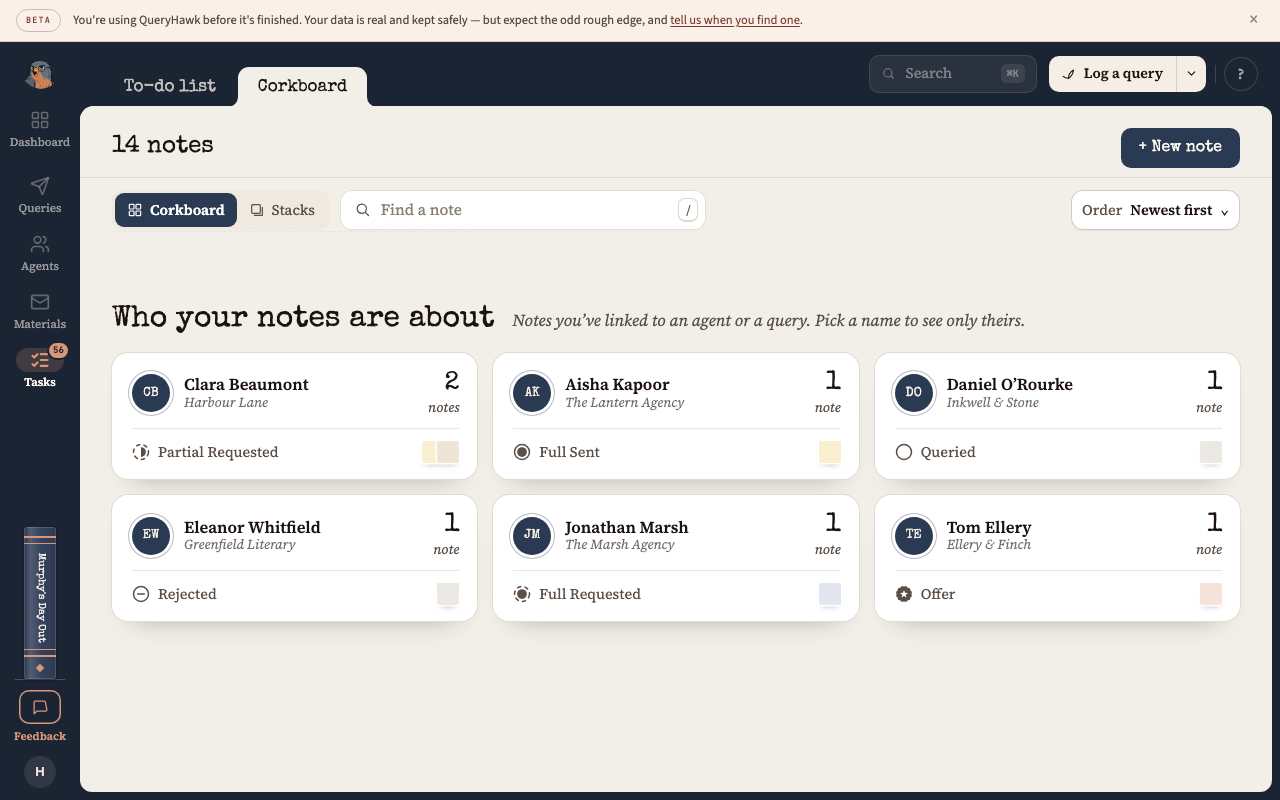 BETA You're using QueryHawk before it's finished. Your data is real and kept safely — but expect the odd rough edge, and tell us when you find one. ×
To-do list Corkboard Search ⌘K Log a query ?
Dashboard
Queries
Agents
Materials
56
Tasks
Murphy's Day Out
Feedback
H
14 notes + New note
Corkboard Stacks Find a note / Order Newest first
Who your notes are about Notes you’ve linked to an agent or a query. Pick a name to see only theirs.
CB Clara Beaumont 2
Harbour Lane notes
Partial Requested
AK Aisha Kapoor 1
The Lantern Agency note
Full Sent
DO Daniel O’Rourke 1
Inkwell & Stone note
Queried
EW Eleanor Whitfield 1
Greenfield Literary note
Rejected
JM Jonathan Marsh 1
The Marsh Agency note
Full Requested
TE Tom Ellery 1
Ellery & Finch note
Offer